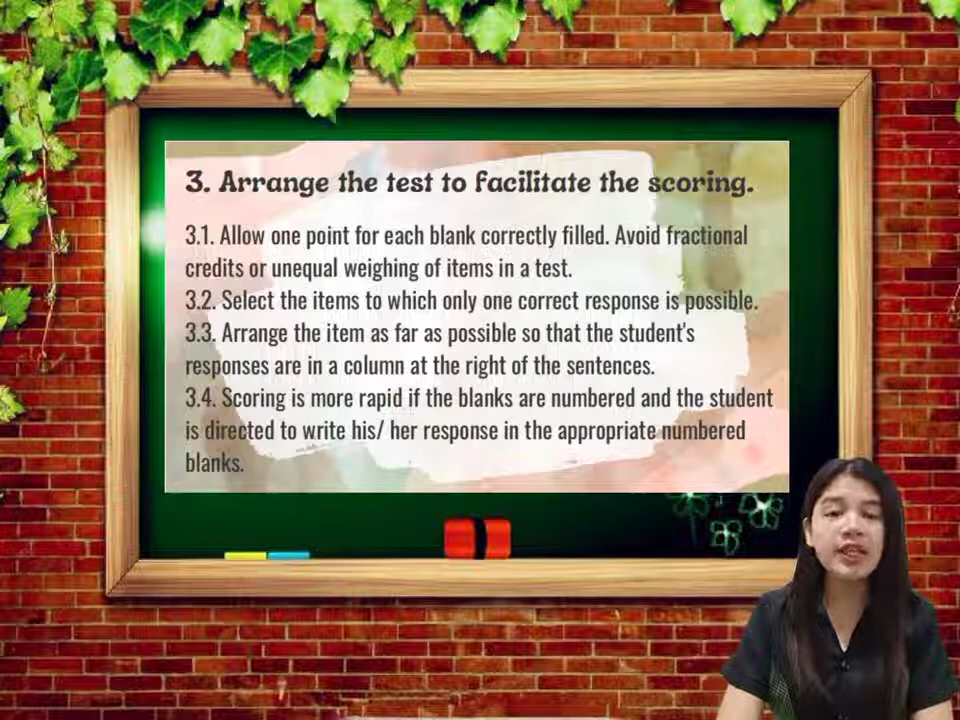 3. Arrange the test to facilitate the scoring.
3.1. Allow one point for each blank correctly filled. Avoid fractional
credits or unequal weighing of items in a test.
3.2. Select the items to which only one correct response is possible.
3.3. Arrange the item as far as possible so that the student's
responses are in a column at the right of the sentences.
3.4. Scoring is more rapid if the blanks are numbered and the student
is directed to write his/ her response in the appropriate numbered
blanks.